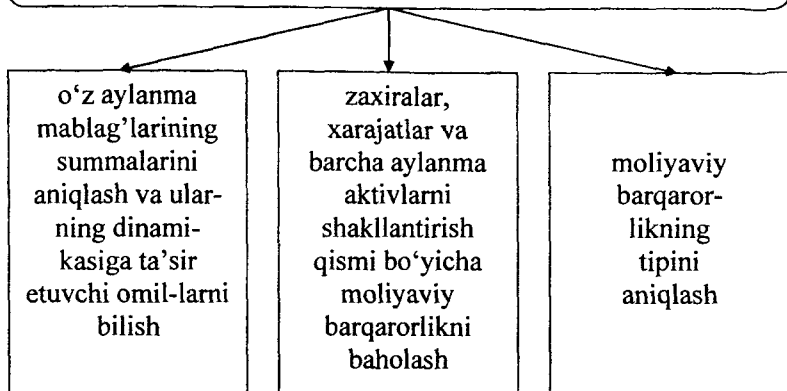 o‘z aylanma
mablag’larining
summalarini
aniqlash va ular-
ning dinami-
kasiga ta’sir
etuvchi omil-larni
bilish
zaxiralar,
xarajatlar va
barcha aylanma
aktivlarni
shakllantirish
qismi bo‘yicha
moliyaviy
barqarorlikni
baholash
moliyaviy
barqaror-
likning
tipini
aniqlash